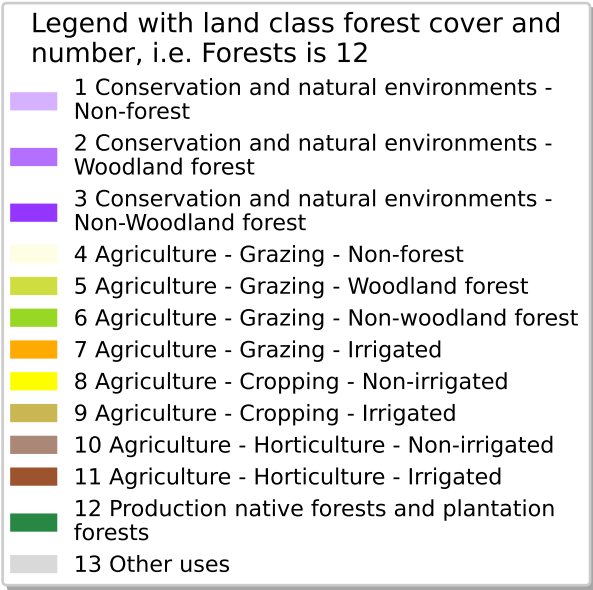 Legend with land class forest cover and
number, i.e. Forests is 12
1 Conservation and natural environments -
Non-forest
2 Conservation and natural environments -
Woodland forest
3 Conservation and natural environments -
Non-Woodland forest
4 Agriculture - Grazing - Non-forest
5 Agriculture - Grazing - Woodland forest
6 Agriculture - Grazing - Non-woodland forest
7 Agriculture - Grazing - Irrigated
8 Agriculture - Cropping - Non-irrigated
9 Agriculture - Cropping - Irrigated
10 Agriculture - Horticulture - Non-irrigated
11 Agriculture - Horticulture - Irrigated
12 Production native forests and plantation
forests
13 Other uses